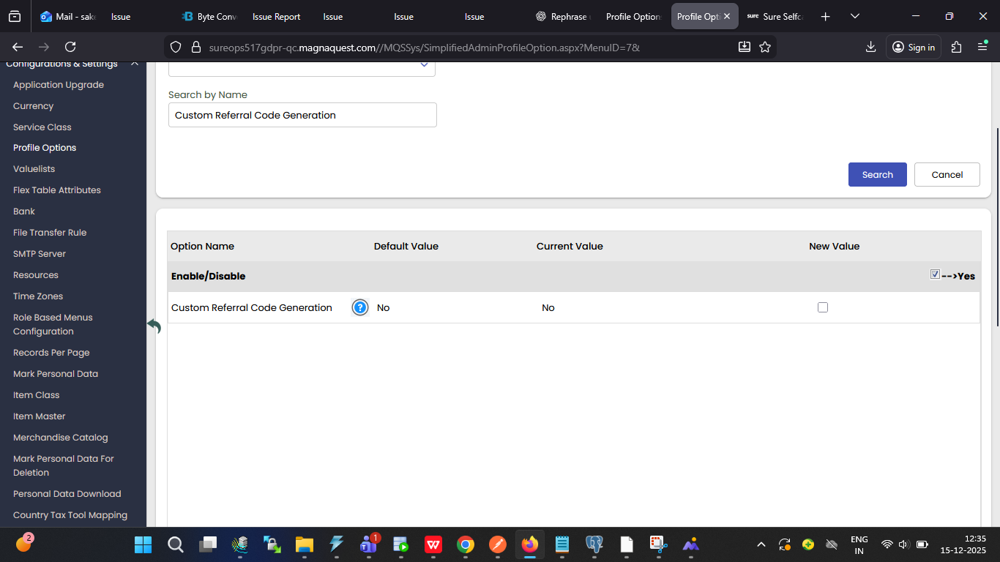 Mail - sak
Issue
Byte Conv
Issue Report
Issue
Issue
Issue
Rephrase
Profile Option
Profile Opti
sure Sure Selfca
sureops517gdpr-qc.magnaquest.com//MQSSys/SimplifiedAdminProfileOption.aspx?MenuID=7&
Sign in
Configurations & Settings
Application Upgrade
Currency
Service Class
Profile Options
Valuelists
Flex Table Attributes
Bank
File Transfer Rule
SMTP Server
Resources
Time Zones
Role Based Menus
Configuration
Records Per Page
Mark Personal Data
Item Class
Item Master
Merchandise Catalog
Mark Personal Data For
Deletion
Personal Data Download
Country Tax Tool Mapping
Search by Name
Custom Referral Code Generation
Search Cancel
Option Name Default Value Current Value New Value
Enable/Disable -->Yes
Custom Referral Code Generation ? No No
2
1
W
ENG
IN
12:35
15-12-2025